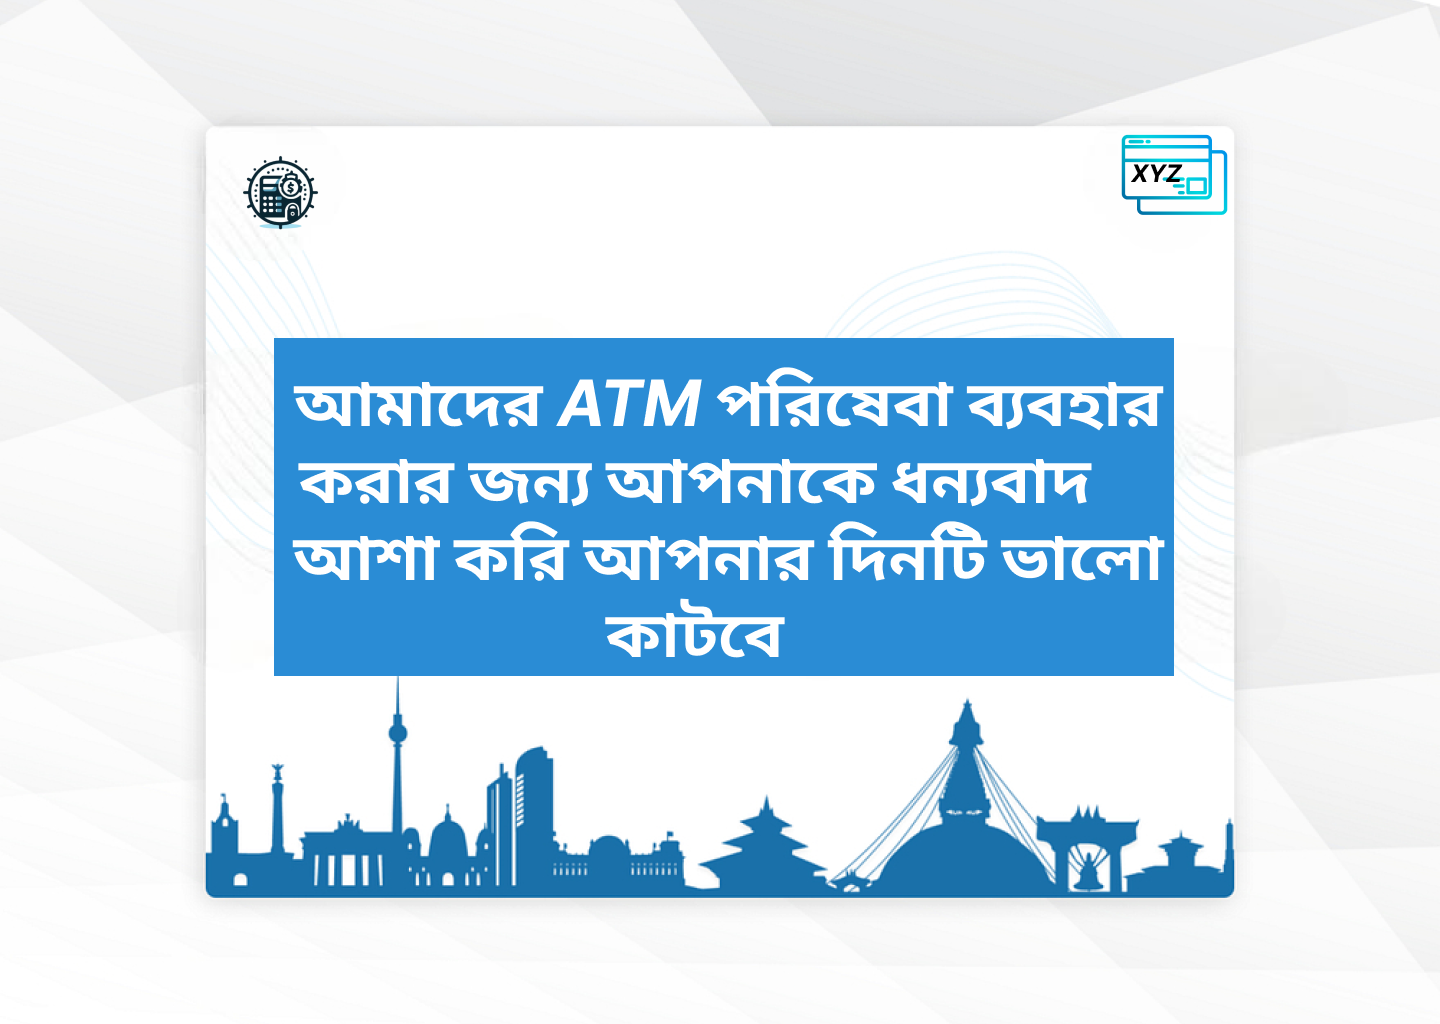 XYZ
আমাদের ATM পরিষেবা ব্যবহার
করার জন্য আপনাকে ধন্যবাদ
আশা করি আপনার দিনটি ভালো
কাটবে